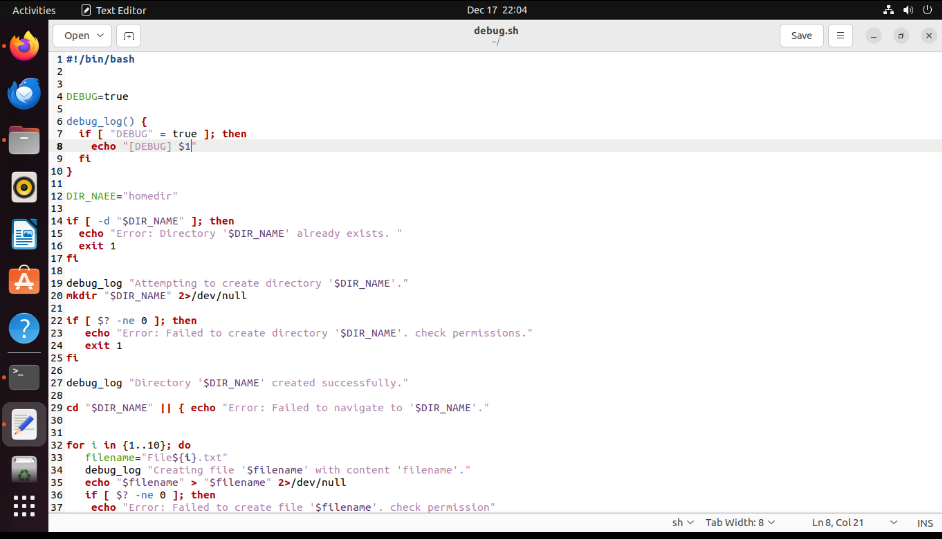 Activities
Text Editor
Dec 17 22:04
Open
debug.sh
~/
Save
1 #!/bin/bash
2
3
4 DEBUG=true
5
6 debug_log() {
7 if [ "DEBUG" = true ]; then
8 echo "[DEBUG] $1"
9 fi
10 }
11
12 DIR_NAEE="homedir"
13
14 if [ -d "$DIR_NAME" ]; then
15 echo "Error: Directory '$DIR_NAME' already exists. "
16 exit 1
17 fi
18
19 debug_log "Attempting to create directory '$DIR_NAME'."
20 mkdir "$DIR_NAME" 2>/dev/null
21
22 if [ $? -ne 0 ]; then
23 echo "Error: Failed to create directory '$DIR_NAME'. check permissions."
24 exit 1
25 fi
26
27 debug_log "Directory '$DIR_NAME' created successfully."
28
29 cd "$DIR_NAME" || { echo "Error: Failed to navigate to '$DIR_NAME'."
30
31
32 for i in {1..10}; do
33 filename="File${i}.txt"
34 debug_log "Creating file '$filename' with content 'filename'."
35 echo "$filename" > "$filename" 2>/dev/null
36 if [ $? -ne 0 ]; then
37 echo "Error: Failed to create file '$filename'. check permission"
sh
Tab Width: 8
Ln 8, Col 21
INS